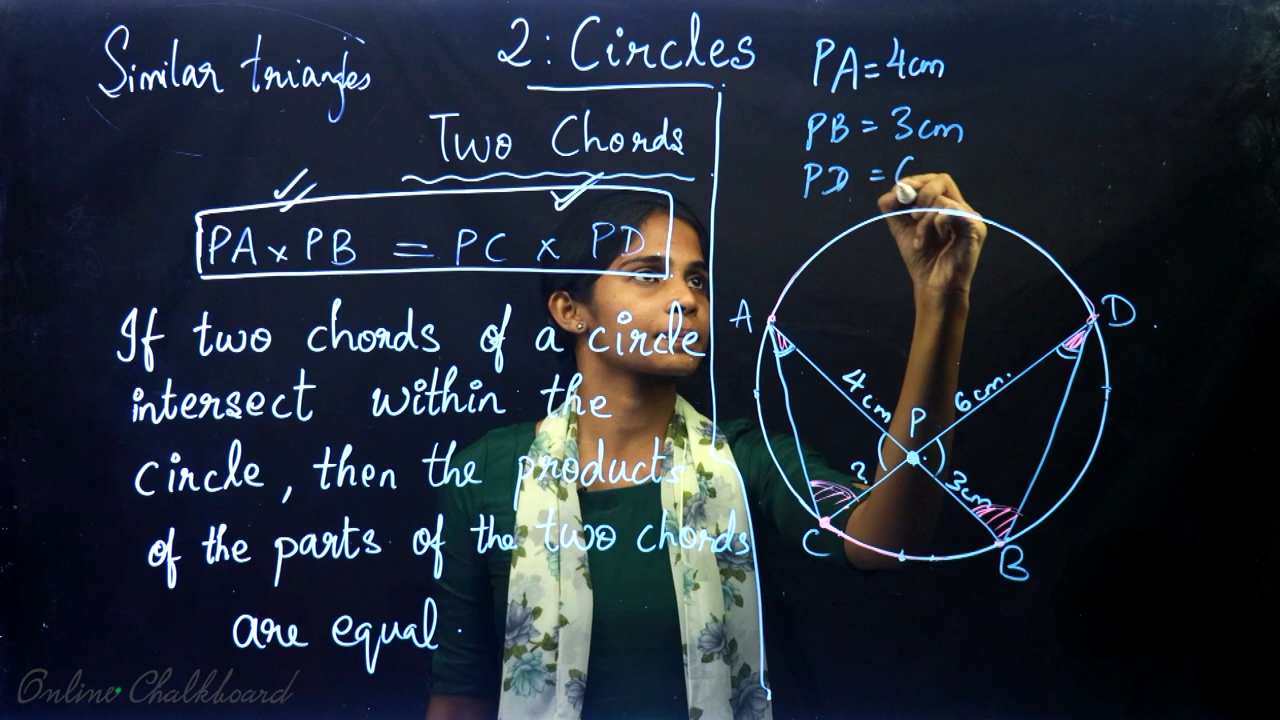 Similar triangles
2: Circles
Two Chords
PA × PB = PC × PD
If two chords of a circle
intersect within the
circle, then the products
of the parts of the two chords
are equal.
PA = 4cm
PB = 3cm
PD = 6
A
D
4cm
6cm.
P
?
3cm
C
B
Online Chalkboard